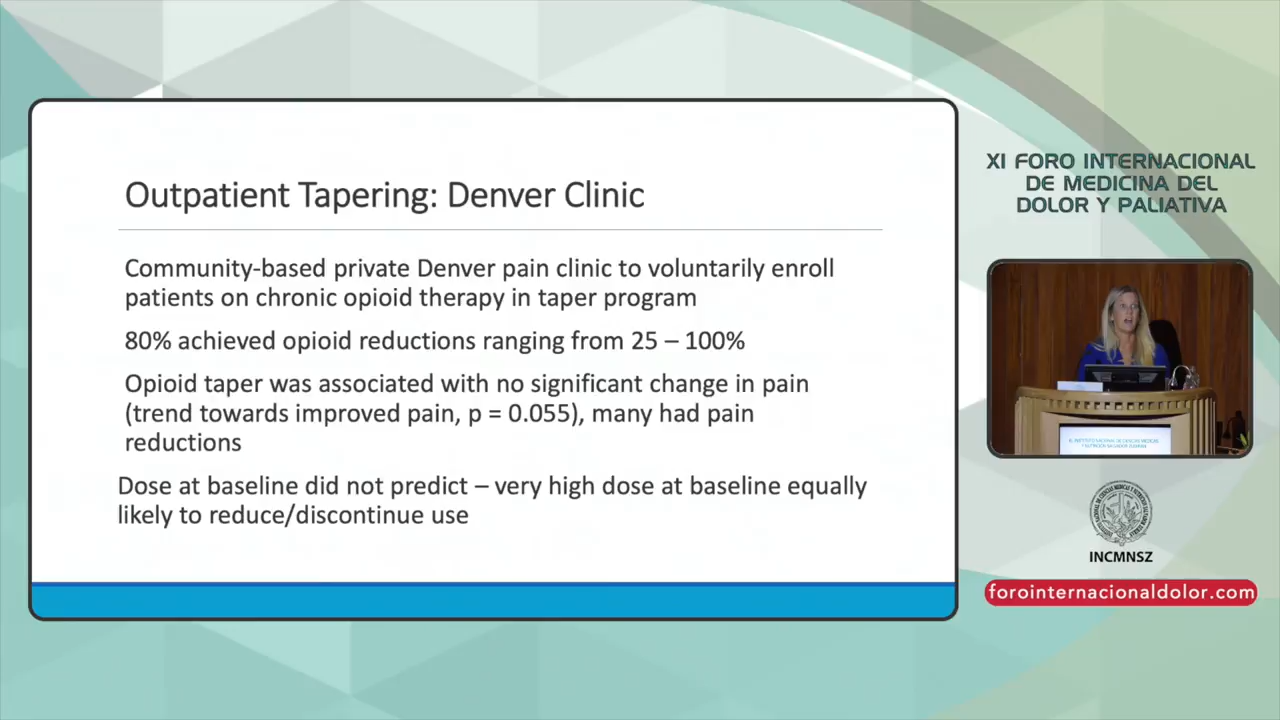 Outpatient Tapering: Denver Clinic
Community-based private Denver pain clinic to voluntarily enroll
patients on chronic opioid therapy in taper program
80% achieved opioid reductions ranging from 25 – 100%
Opioid taper was associated with no significant change in pain
(trend towards improved pain, p = 0.055), many had pain
reductions
Dose at baseline did not predict – very high dose at baseline equally
likely to reduce/discontinue use
XI FORO INTERNACIONAL
DE MEDICINA DEL
DOLOR Y PALIATIVA
INCMNSZ
forointernacionaldolor.com